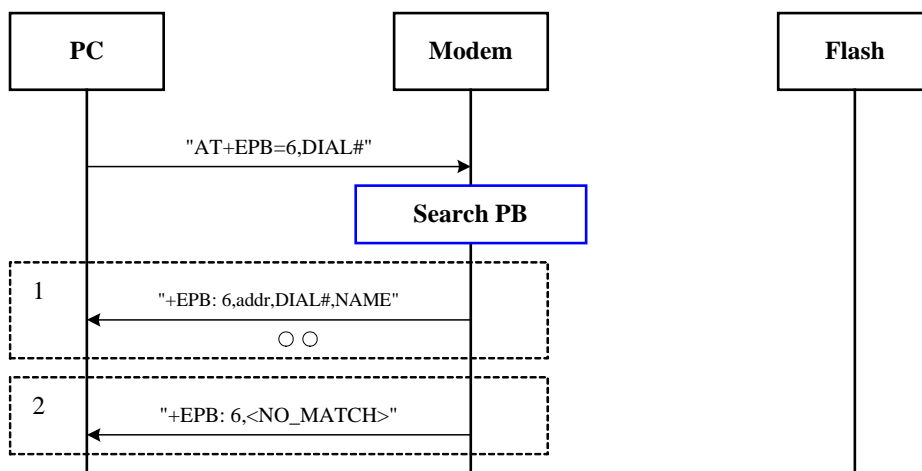 PC
Modem
Flash
"AT+EPB=6,DIAL#"
Search PB
1
"+EPB: 6,addr,DIAL#,NAME"
○ ○
2
"+EPB: 6,<NO_MATCH>"